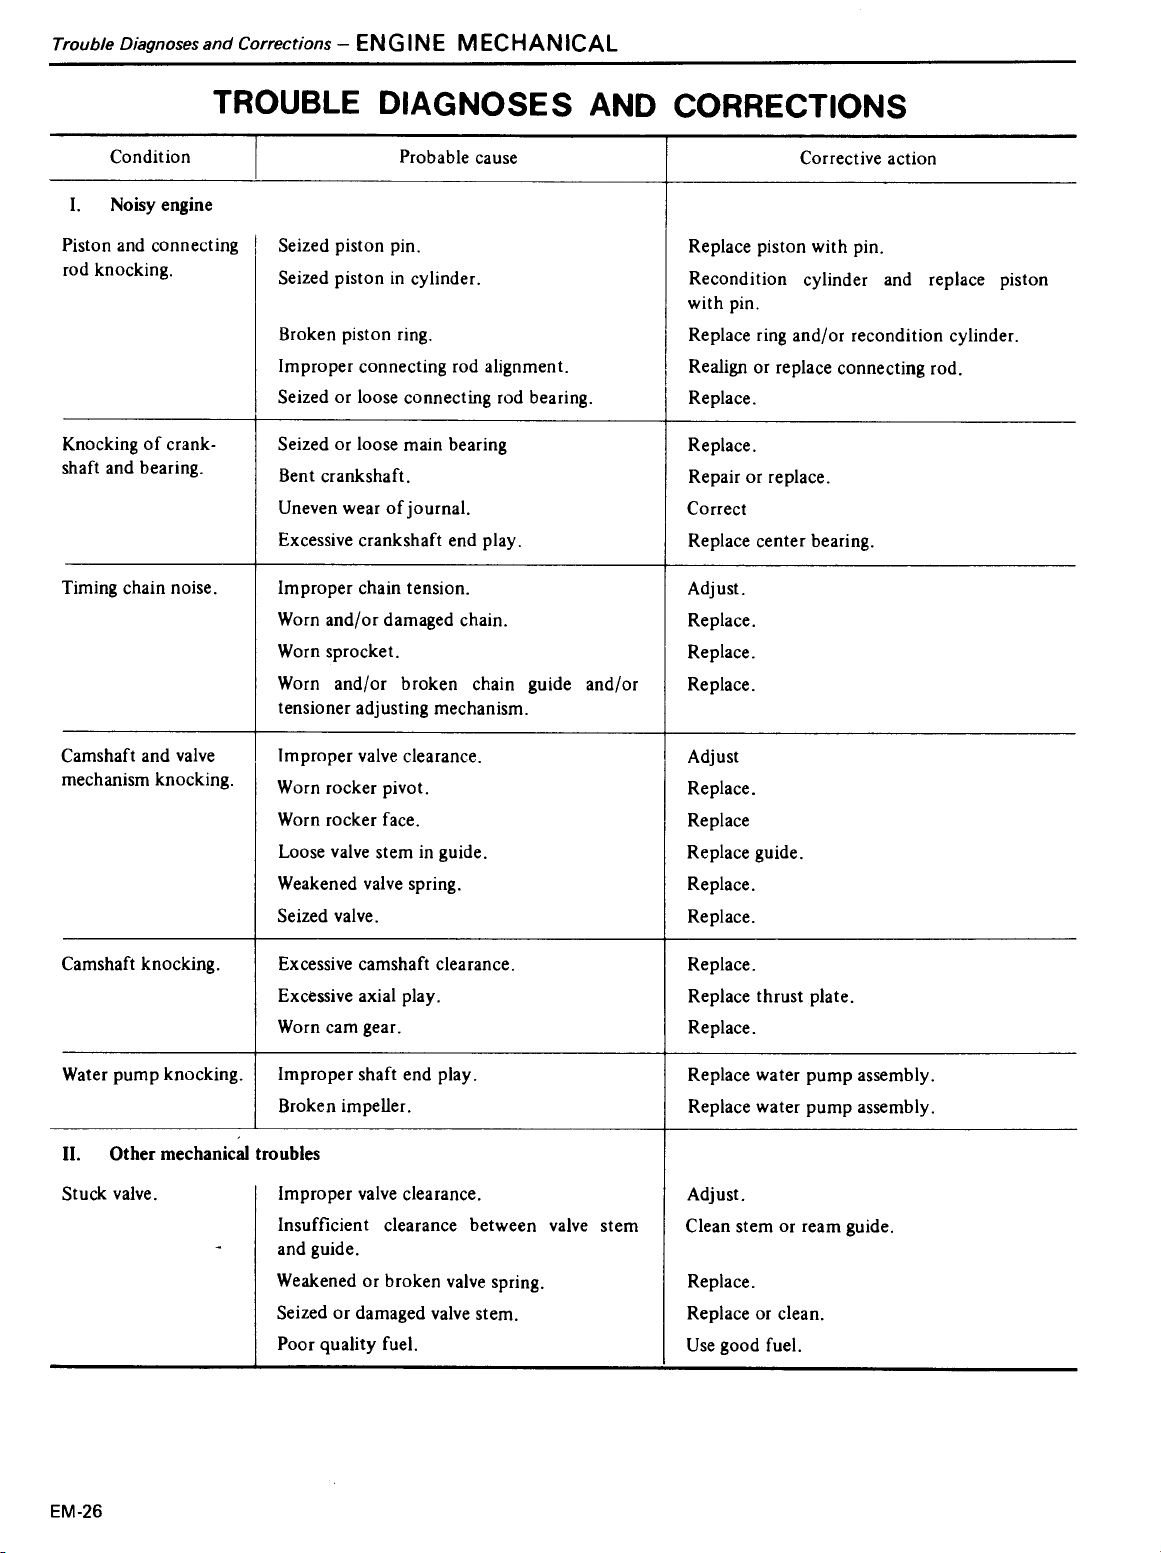 Trouble Diagnoses and Corrections – ENGINE MECHANICAL
TROUBLE DIAGNOSES AND CORRECTIONS
Condition Probable cause Corrective action
I. Noisy engine
Piston and connecting Seized piston pin. Replace piston with pin.
rod knocking. Seized piston in cylinder. Recondition cylinder and replace piston
with pin.
Broken piston ring. Replace ring and/or recondition cylinder.
Improper connecting rod alignment. Realign or replace connecting rod.
Seized or loose connecting rod bearing. Replace.
Knocking of crank- Seized or loose main bearing Replace.
shaft and bearing. Bent crankshaft. Repair or replace.
Uneven wear of journal. Correct
Excessive crankshaft end play. Replace center bearing.
Timing chain noise. Improper chain tension. Adjust.
Worn and/or damaged chain. Replace.
Worn sprocket. Replace.
Worn and/or broken chain guide and/or Replace.
tensioner adjusting mechanism.
Camshaft and valve Improper valve clearance. Adjust
mechanism knocking. Worn rocker pivot. Replace.
Worn rocker face. Replace
Loose valve stem in guide. Replace guide.
Weakened valve spring. Replace.
Seized valve. Replace.
Camshaft knocking. Excessive camshaft clearance. Replace.
Excessive axial play. Replace thrust plate.
Worn cam gear. Replace.
Water pump knocking. Improper shaft end play. Replace water pump assembly.
Broken impeller. Replace water pump assembly.
II. Other mechanical troubles
Stuck valve. Improper valve clearance. Adjust.
Insufficient clearance between valve stem Clean stem or ream guide.
and guide.
Weakened or broken valve spring. Replace.
Seized or damaged valve stem. Replace or clean.
Poor quality fuel. Use good fuel.
EM-26